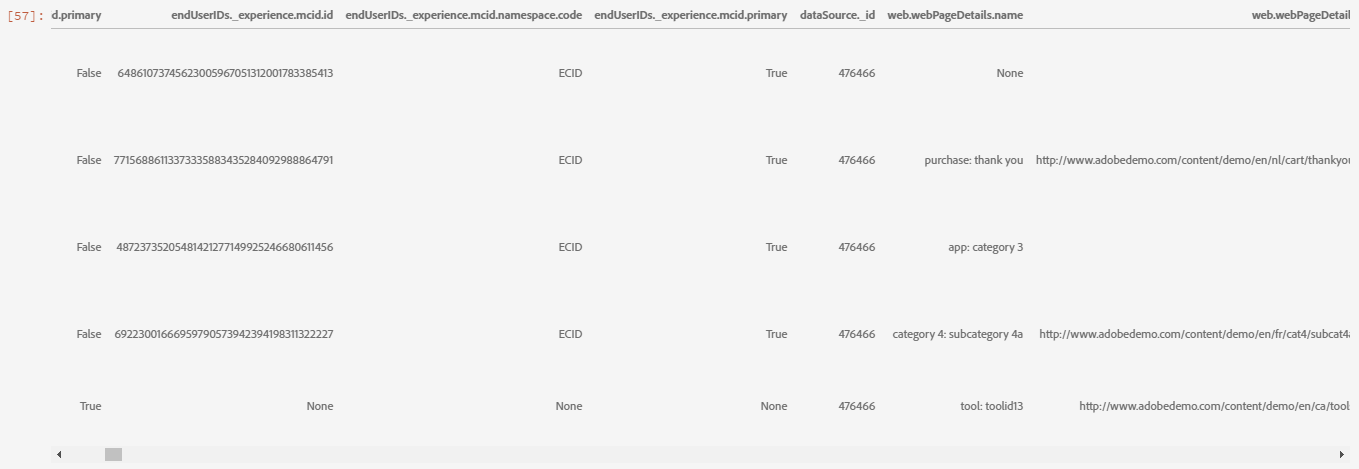 [57]: d.primary endUserIDs._experience.mcid.id endUserIDs._experience.mcid.namespace.code endUserIDs._experience.mcid.primary dataSource._id web.webPageDetails.name web.webPageDetail
False 64861073745623005967051312001783385413 ECID True 476466 None
False 77156886113373335883435284092988864791 ECID True 476466 purchase: thank you http://www.adobedemo.com/content/demo/en/nl/cart/thankyou
False 48723735205481421277149925246680611456 ECID True 476466 app: category 3
False 69223001666959790573942394198311322227 ECID True 476466 category 4: subcategory 4a http://www.adobedemo.com/content/demo/en/fr/cat4/subcat4a
True None None None 476466 tool: toolid13 http://www.adobedemo.com/content/demo/en/ca/tool